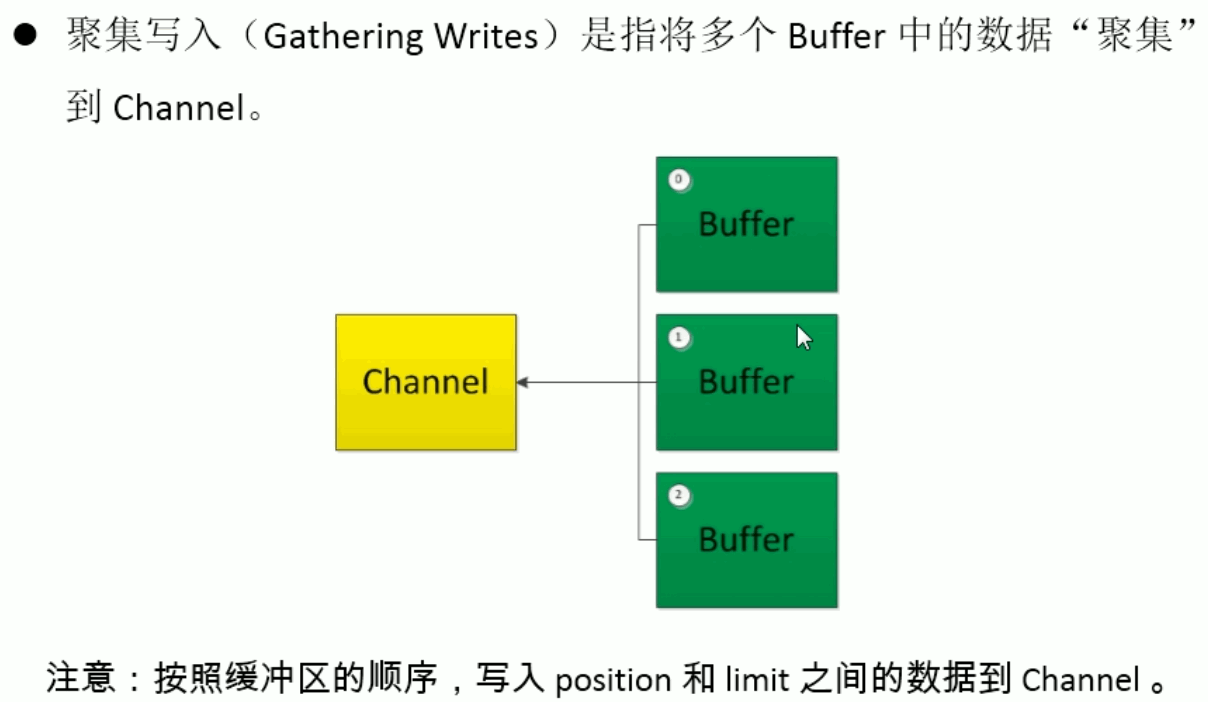 ● 聚集写入（Gathering Writes）是指将多个 Buffer 中的数据“聚集”
到 Channel。
0
Buffer
Channel
1
Buffer
2
Buffer
注意：按照缓冲区的顺序，写入 position 和 limit 之间的数据到 Channel 。